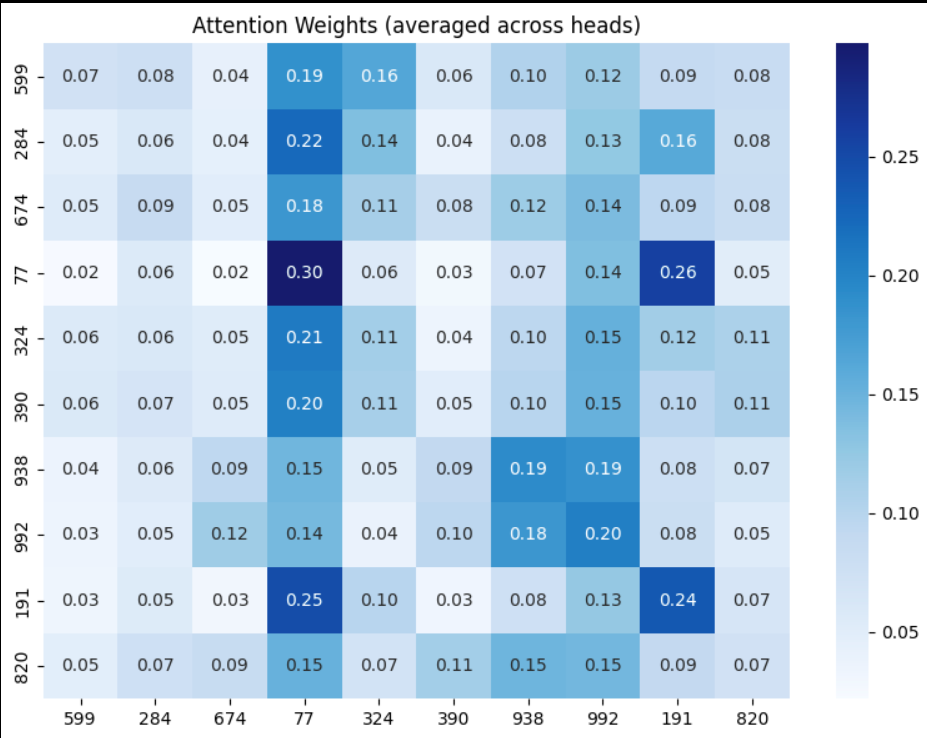 Attention Weights (averaged across heads)
599 0.07 0.08 0.04 0.19 0.16 0.06 0.10 0.12 0.09 0.08
284 0.05 0.06 0.04 0.22 0.14 0.04 0.08 0.13 0.16 0.08
674 0.05 0.09 0.05 0.18 0.11 0.08 0.12 0.14 0.09 0.08
77 0.02 0.06 0.02 0.30 0.06 0.03 0.07 0.14 0.26 0.05
324 0.06 0.06 0.05 0.21 0.11 0.04 0.10 0.15 0.12 0.11
390 0.06 0.07 0.05 0.20 0.11 0.05 0.10 0.15 0.10 0.11
938 0.04 0.06 0.09 0.15 0.05 0.09 0.19 0.19 0.08 0.07
992 0.03 0.05 0.12 0.14 0.04 0.10 0.18 0.20 0.08 0.05
191 0.03 0.05 0.03 0.25 0.10 0.03 0.08 0.13 0.24 0.07
820 0.05 0.07 0.09 0.15 0.07 0.11 0.15 0.15 0.09 0.07
599 284 674 77 324 390 938 992 191 820
0.25
0.20
0.15
0.10
0.05